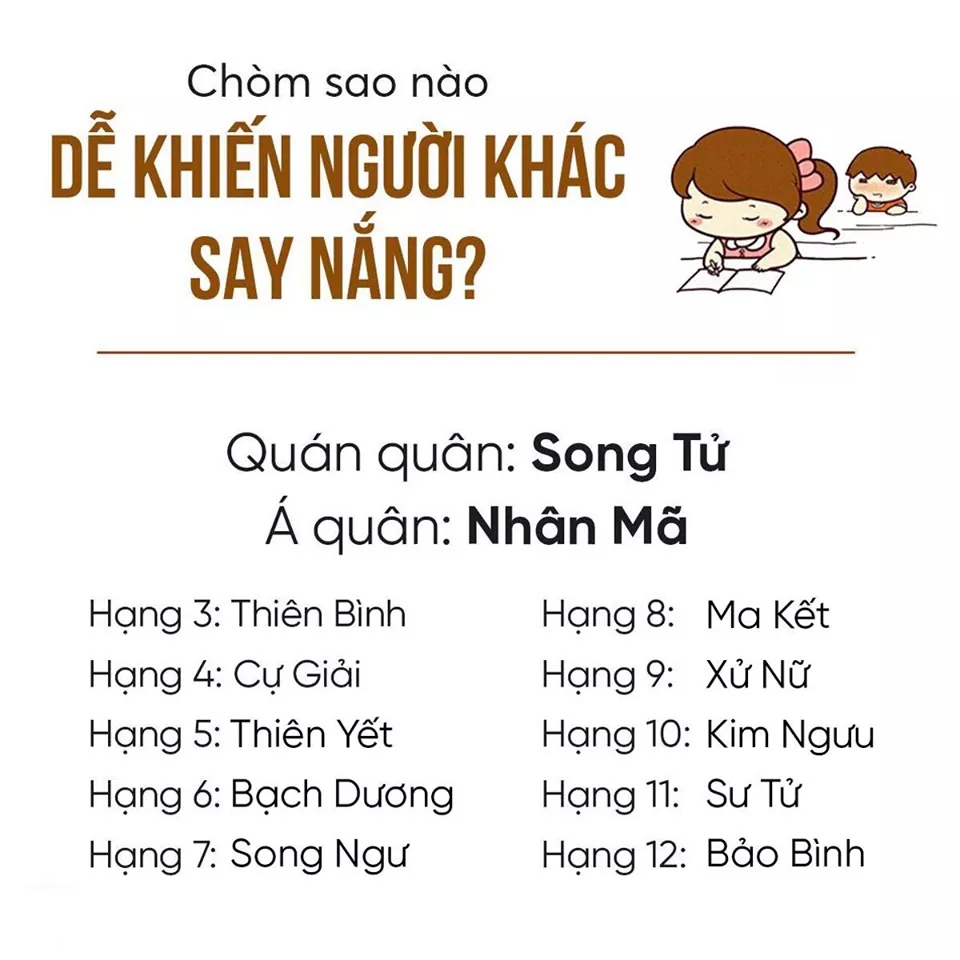 Chòm sao nào
DỄ KHIẾN NGƯỜI KHÁC
SAY NẮNG?
Quán quân: Song Tử
Á quân: Nhân Mã
Hạng 3: Thiên Bình
Hạng 4: Cự Giải
Hạng 5: Thiên Yết
Hạng 6: Bạch Dương
Hạng 7: Song Ngư
Hạng 8: Ma Kết
Hạng 9: Xử Nữ
Hạng 10: Kim Ngưu
Hạng 11: Sư Tử
Hạng 12: Bảo Bình